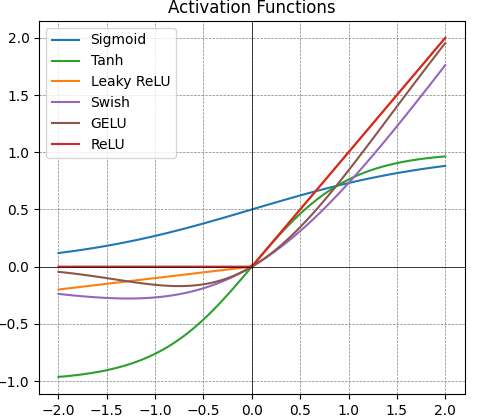 Activation Functions
2.0
1.5
1.0
0.5
0.0
−0.5
−1.0
Sigmoid
Tanh
Leaky ReLU
Swish
GELU
ReLU
−2.0 −1.5 −1.0 −0.5 0.0 0.5 1.0 1.5 2.0